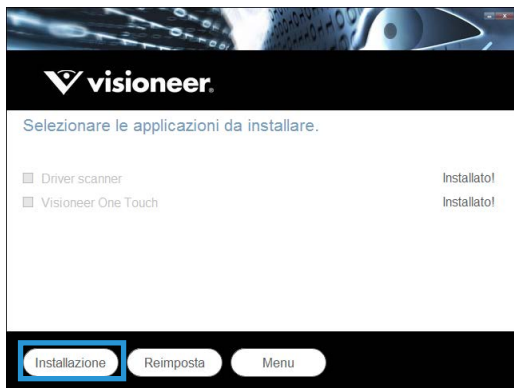 visioneer.
Selezionare le applicazioni da installare.
Driver scanner Installato!
Visioneer One Touch Installato!
Installazione Reimposta Menu